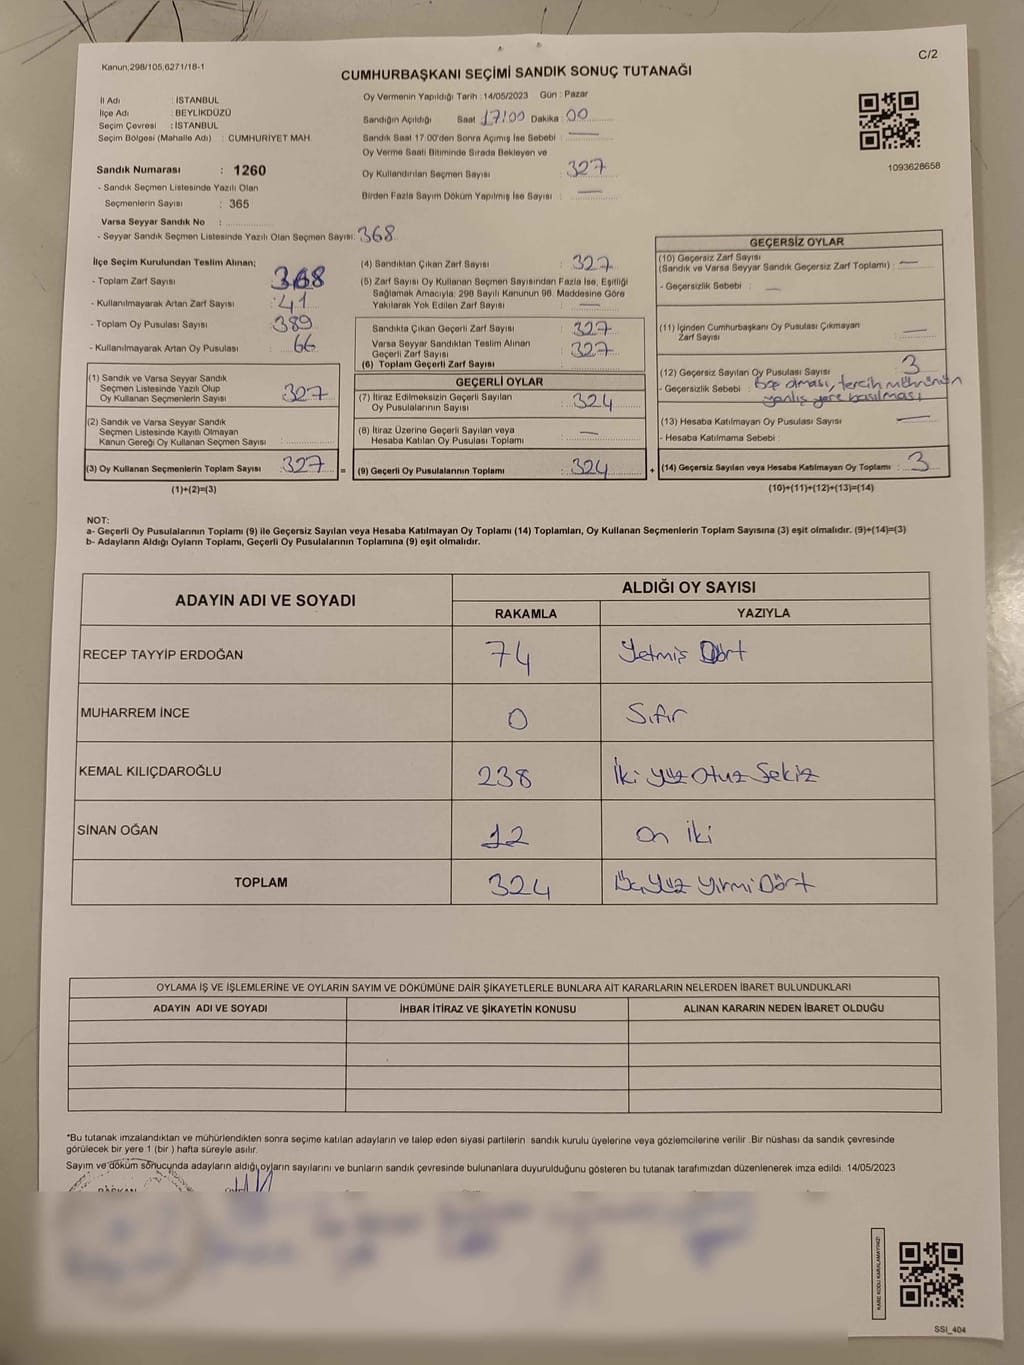 Kanun,298/105,6271/18-1
C/2
CUMHURBAŞKANI SEÇİMİ SANDIK SONUÇ TUTANAĞI
İl Adı : İSTANBUL
İlçe Adı : BEYLİKDÜZÜ
Seçim Çevresi : İSTANBUL
Seçim Bölgesi (Mahalle Adı) : CUMHURİYET MAH.
Sandık Numarası : 1260
- Sandık Seçmen Listesinde Yazılı Olan
Seçmenlerin Sayısı : 365
Varsa Seyyar Sandık No :
- Seyyar Sandık Seçmen Listesinde Yazılı Olan Seçmen Sayısı: 368
Oy Vermenin Yapıldığı Tarih : 14/05/2023 Gün : Pazar
Sandığın Açıldığı Saat 17:00 Dakika : 00
Sandık Saat 17.00'den Sonra Açımış İse Sebebi : —
Oy Verme Saati Bitiminde Sırada Bekleyen ve
Oy Kullandırılan Seçmen Sayısı : 327
Birden Fazla Sayım Döküm Yapılmış İse Sayısı : —
1093628658
İlçe Seçim Kurulundan Teslim Alınan;
- Toplam Zarf Sayısı : 368
- Kullanılmayarak Artan Zarf Sayısı : 41
- Toplam Oy Pusulası Sayısı : 389
- Kullanılmayarak Artan Oy Pusulası : 66
(1) Sandık ve Varsa Seyyar Sandık
Seçmen Listesinde Yazılı Olup
Oy Kullanan Seçmenlerin Sayısı : 327
(2) Sandık ve Varsa Seyyar Sandık
Seçmen Listesinde Kayıtlı Olmayan
Kanun Gereği Oy Kullanan Seçmen Sayısı :
(3) Oy Kullanan Seçmenlerin Toplam Sayısı : 327 =
(1)+(2)=(3)
(4) Sandıktan Çıkan Zarf Sayısı : 327
(5) Zarf Sayısı Oy Kullanan Seçmen Sayısından Fazla İse, Eşitliği
Sağlamak Amacıyla; 298 Sayılı Kanunun 98. Maddesine Göre
Yakılarak Yok Edilen Zarf Sayısı : —
Sandıkta Çıkan Geçerli Zarf Sayısı : 327
Varsa Seyyar Sandıktan Teslim Alınan
Geçerli Zarf Sayısı : 327
(6) Toplam Geçerli Zarf Sayısı
GEÇERLİ OYLAR
(7) İtiraz Edilmeksizin Geçerli Sayılan
Oy Pusulalarının Sayısı : 324
(8) İtiraz Üzerine Geçerli Sayılan veya
Hesaba Katılan Oy Pusulası Toplamı : —
(9) Geçerli Oy Pusulalarının Toplamı : 324 +
GEÇERSİZ OYLAR
(10) Geçersiz Zarf Sayısı
(Sandık ve Varsa Seyyar Sandık Geçersiz Zarf Toplamı) : —
- Geçersizlik Sebebi : —
(11) İçinden Cumhurbaşkanı Oy Pusulası Çıkmayan
Zarf Sayısı : —
(12) Geçersiz Sayılan Oy Pusulası Sayısı : 3
- Geçersizlik Sebebi : boş olması, tercih mührünün
yanlış yere basılması
(13) Hesaba Katılmayan Oy Pusulası Sayısı : —
- Hesaba Katılmama Sebebi :
(14) Geçersiz Sayılan veya Hesaba Katılmayan Oy Toplamı : 3
(10)+(11)+(12)+(13)=(14)
NOT:
a- Geçerli Oy Pusulalarının Toplamı (9) ile Geçersiz Sayılan veya Hesaba Katılmayan Oy Toplamı (14) Toplamları, Oy Kullanan Seçmenlerin Toplam Sayısına (3) eşit olmalıdır. (9)+(14)=(3)
b- Adayların Aldığı Oyların Toplamı, Geçerli Oy Pusulalarının Toplamına (9) eşit olmalıdır.
ADAYIN ADI VE SOYADI
ALDIĞI OY SAYISI
RAKAMLA YAZIYLA
RECEP TAYYİP ERDOĞAN 74 Yetmiş Dört
MUHARREM İNCE 0 Sıfır
KEMAL KILIÇDAROĞLU 238 İki yüz Otuz Sekiz
SİNAN OĞAN 12 On iki
TOPLAM 324 Üç Yüz Yirmi Dört
OYLAMA İŞ VE İŞLEMLERİNE VE OYLARIN SAYIM VE DÖKÜMÜNE DAİR ŞİKAYETLERLE BUNLARA AİT KARARLARIN NELERDEN İBARET BULUNDUKLARI
ADAYIN ADI VE SOYADI İHBAR İTİRAZ VE ŞİKAYETİN KONUSU ALINAN KARARIN NEDEN İBARET OLDUĞU
*Bu tutanak imzalandıktan ve mühürlendikten sonra seçime katılan adayların ve talep eden siyasi partilerin sandık kurulu üyelerine veya gözlemcilerine verilir .Bir nüshası da sandık çevresinde
görülecek bir yere 1 (bir ) hafta süreyle asılır.
Sayım ve döküm sonucunda adayların aldığı oyların sayılarını ve bunların sandık çevresinde bulunanlara duyurulduğunu gösteren bu tutanak tarafımızdan düzenlenerek imza edildi. 14/05/2023
BAŞKAN
KARE KODU KARALAMAYINIZ!
SSI_404